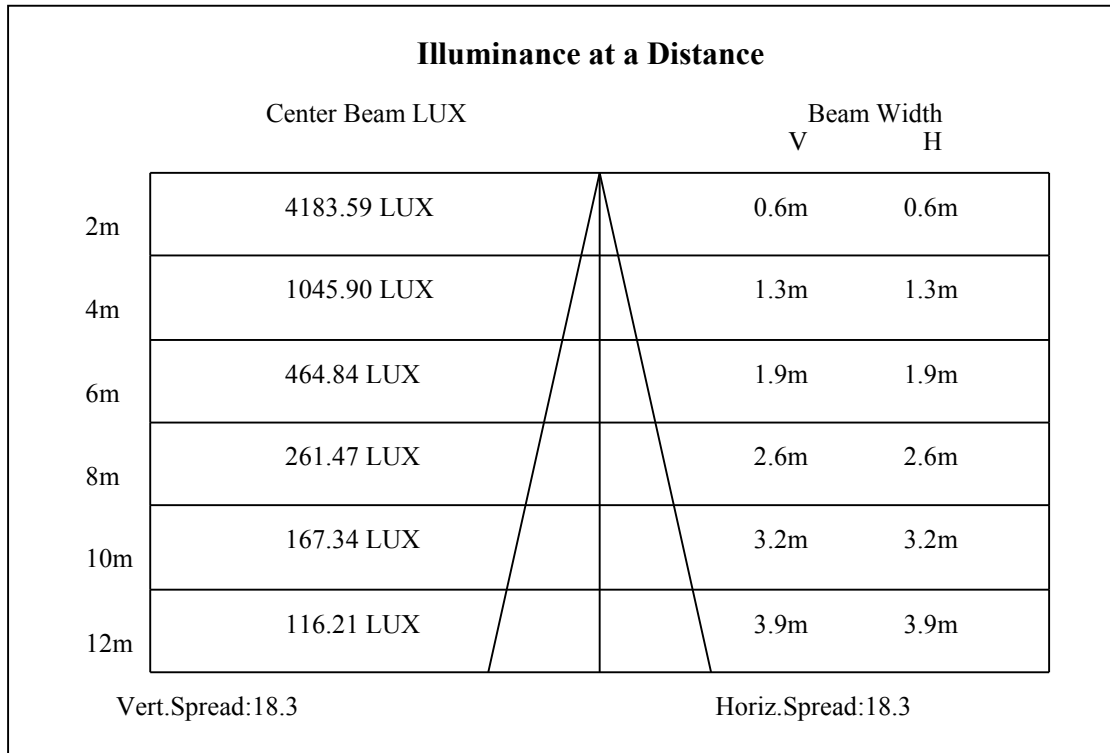 Illuminance at a Distance
Center Beam LUX Beam Width
V H
2m 4183.59 LUX 0.6m 0.6m
4m 1045.90 LUX 1.3m 1.3m
6m 464.84 LUX 1.9m 1.9m
8m 261.47 LUX 2.6m 2.6m
10m 167.34 LUX 3.2m 3.2m
12m 116.21 LUX 3.9m 3.9m
Vert.Spread:18.3 Horiz.Spread:18.3